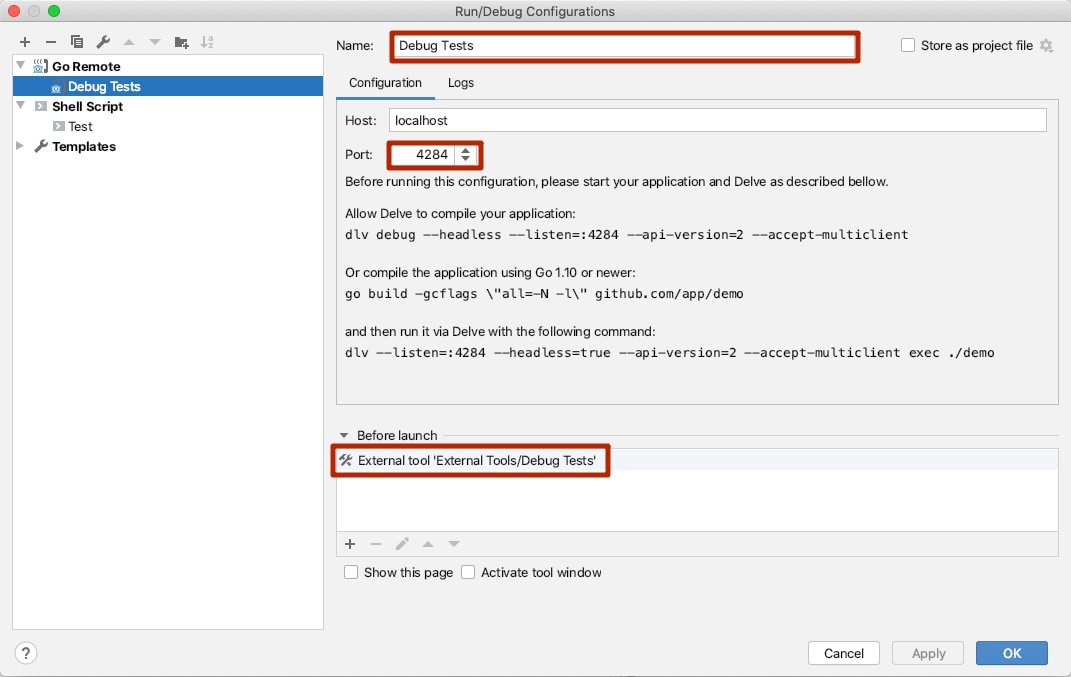 Run/Debug Configurations
Name: Debug Tests
Store as project file
Go Remote
Debug Tests
Shell Script
Test
Templates
Configuration Logs
Host: localhost
Port: 4284
Before running this configuration, please start your application and Delve as described bellow.
Allow Delve to compile your application:
dlv debug --headless --listen=:4284 --api-version=2 --accept-multiclient
Or compile the application using Go 1.10 or newer:
go build -gcflags \"all=-N -l\" github.com/app/demo
and then run it via Delve with the following command:
dlv --listen=:4284 --headless=true --api-version=2 --accept-multiclient exec ./demo
Before launch
External tool 'External Tools/Debug Tests'
Show this page Activate tool window
? Cancel Apply OK